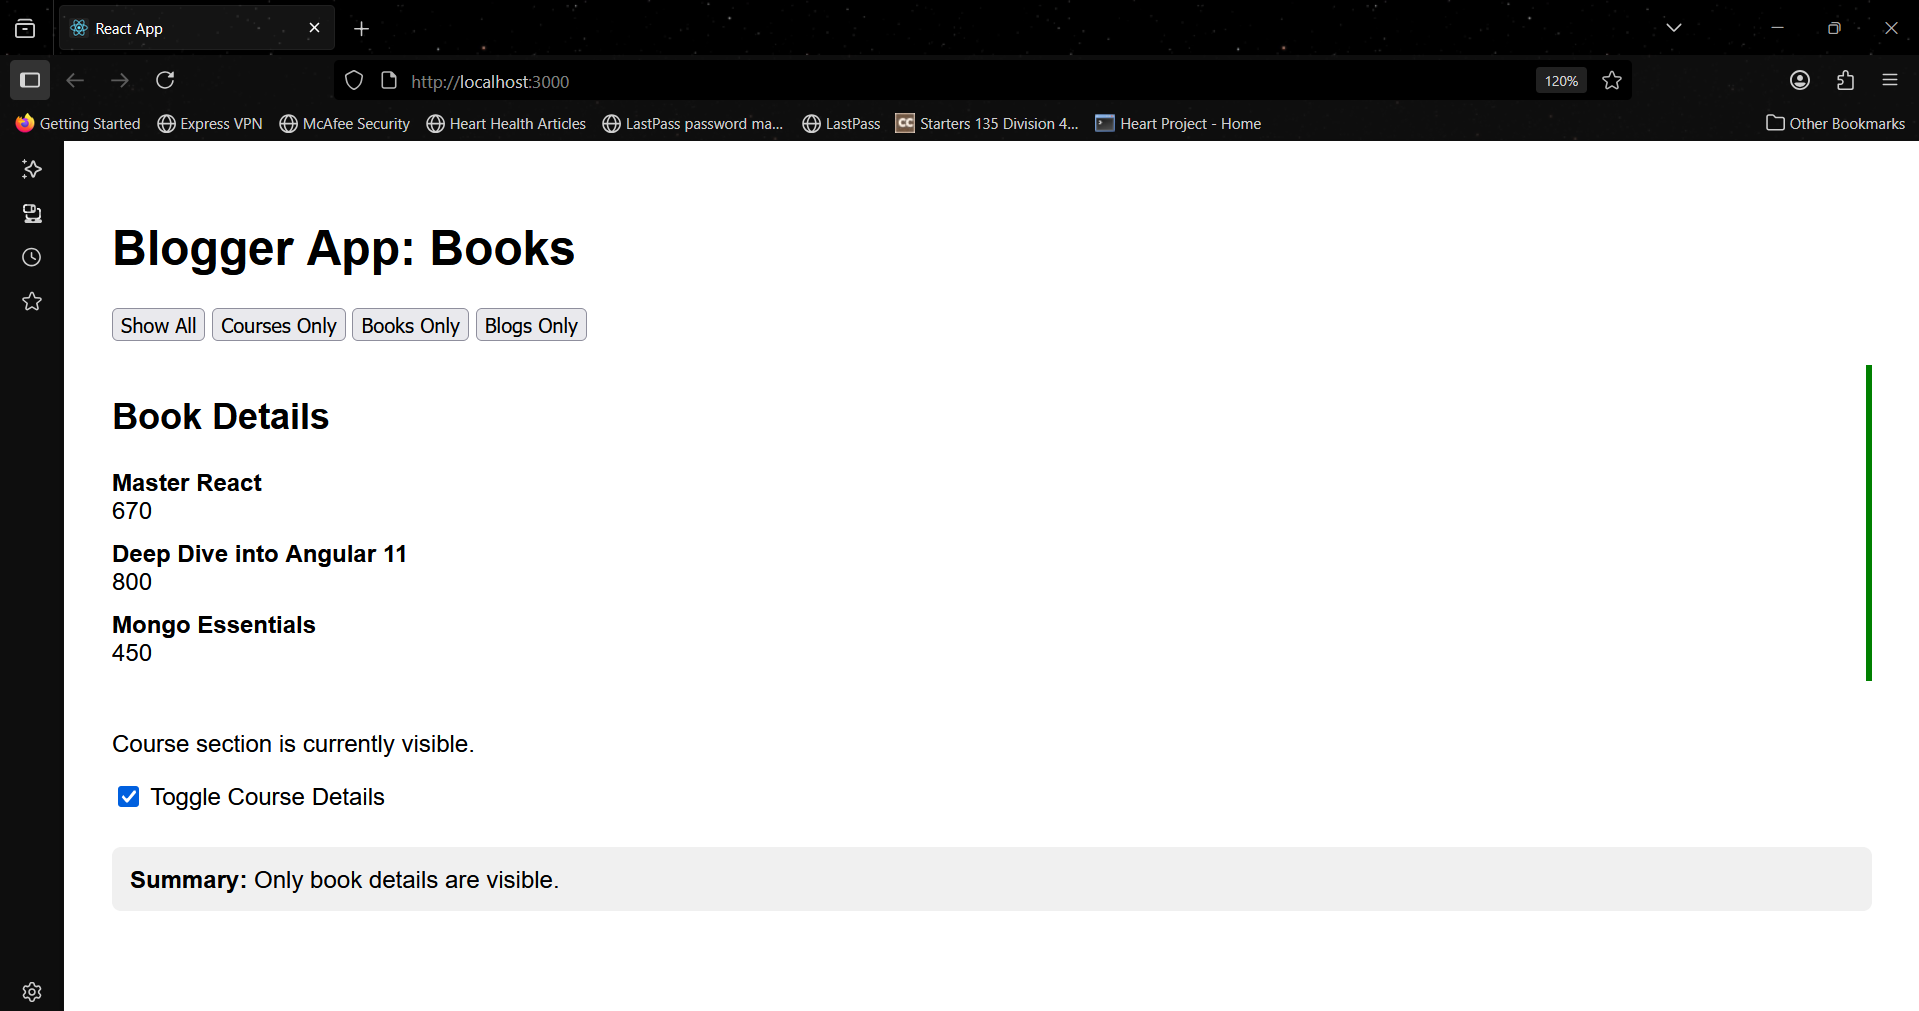 React App
http://localhost:3000
120%
Getting Started Express VPN McAfee Security Heart Health Articles LastPass password ma... LastPass CC Starters 135 Division 4... Heart Project - Home Other Bookmarks
Blogger App: Books
Show All Courses Only Books Only Blogs Only
Book Details
Master React
670
Deep Dive into Angular 11
800
Mongo Essentials
450
Course section is currently visible.
Toggle Course Details
Summary: Only book details are visible.